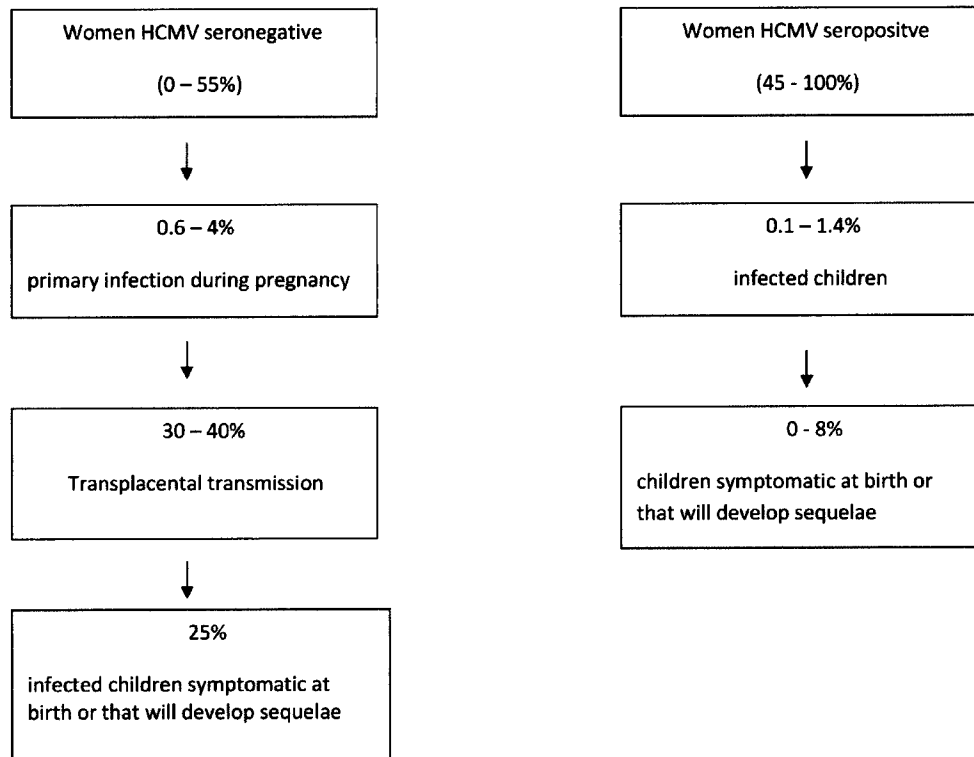 Women HCMV seronegative
(0 – 55%)
0.6 – 4%
primary infection during pregnancy
30 – 40%
Transplacental transmission
25%
infected children symptomatic at
birth or that will develop sequelae
Women HCMV seropositve
(45 - 100%)
0.1 – 1.4%
infected children
0 - 8%
children symptomatic at birth or
that will develop sequelae